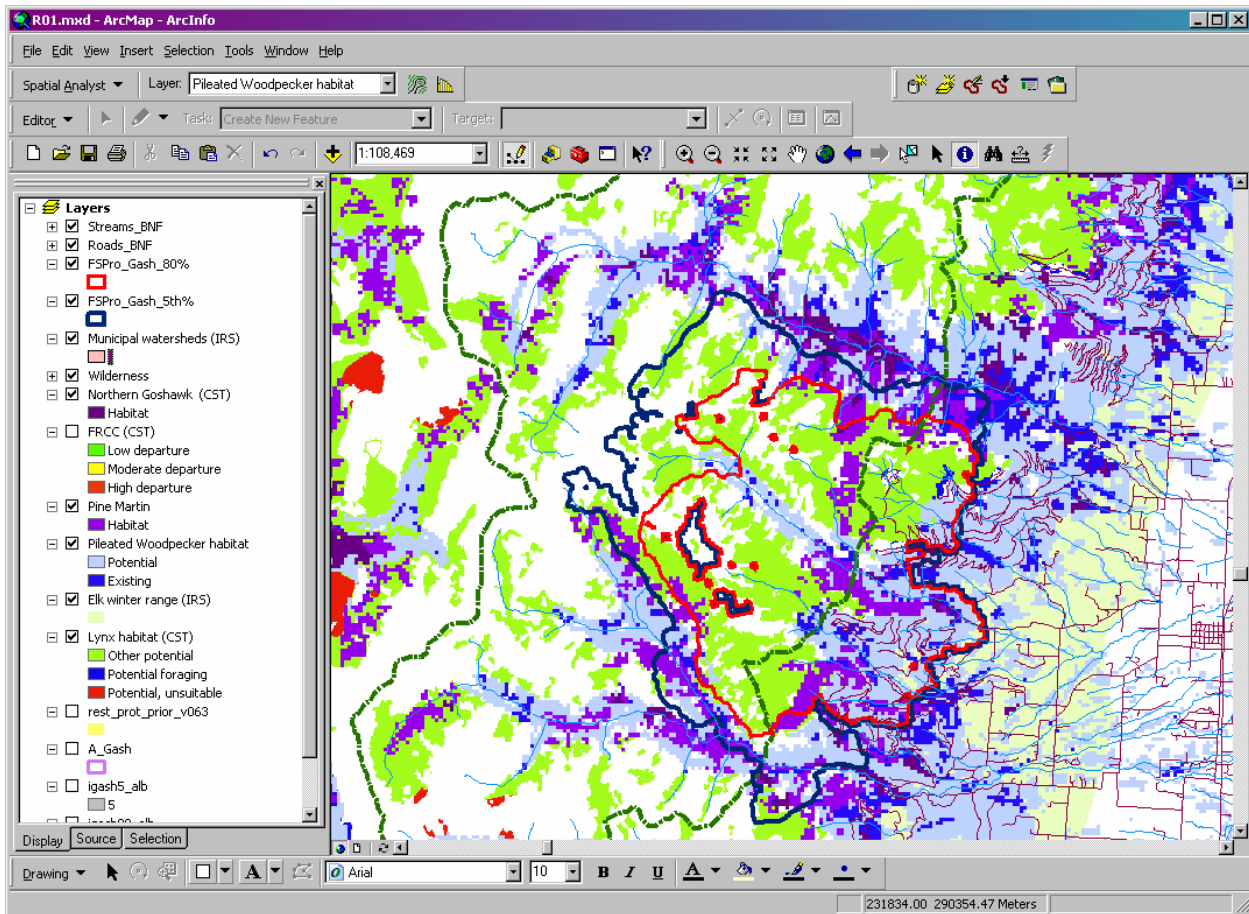 R01.mxd - ArcMap - ArcInfo
File Edit View Insert Selection Tools Window Help
Spatial Analyst Layer: Pileated Woodpecker habitat
Editor Task: Create New Feature Target:
1:108,469
Layers
Streams_BNF
Roads_BNF
FSPro_Gash_80%
FSPro_Gash_5th%
Municipal watersheds (IRS)
Wilderness
Northern Goshawk (CST)
Habitat
FRCC (CST)
Low departure
Moderate departure
High departure
Pine Martin
Habitat
Pileated Woodpecker habitat
Potential
Existing
Elk winter range (IRS)
Lynx habitat (CST)
Other potential
Potential foraging
Potential, unsuitable
rest_prot_prior_v063
A_Gash
igash5_alb
5
Display Source Selection
Drawing A Arial 10 B I U A
231834.00 290354.47 Meters